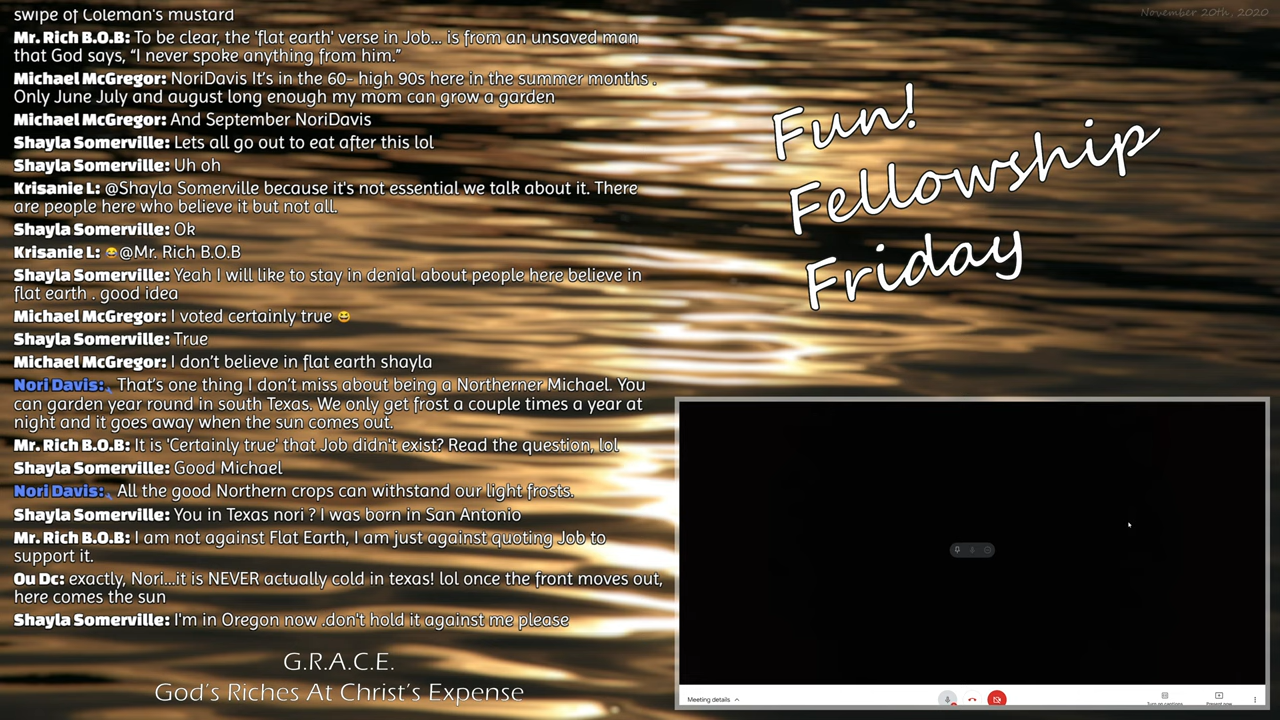 swipe of Coleman's mustard
Mr. Rich B.O.B: To be clear, the 'flat earth' verse in Job... is from an unsaved man
that God says, “I never spoke anything from him.”
Michael McGregor: NoriDavis It’s in the 60- high 90s here in the summer months .
Only June July and august long enough my mom can grow a garden
Michael McGregor: And September NoriDavis
Shayla Somerville: Lets all go out to eat after this lol
Shayla Somerville: Uh oh
Krisanie L: @Shayla Somerville because it's not essential we talk about it. There
are people here who believe it but not all.
Shayla Somerville: Ok
Krisanie L: 😂@Mr. Rich B.O.B
Shayla Somerville: Yeah I will like to stay in denial about people here believe in
flat earth . good idea
Michael McGregor: I voted certainly true 😄
Shayla Somerville: True
Michael McGregor: I don’t believe in flat earth shayla
Nori Davis: That’s one thing I don’t miss about being a Northerner Michael. You
can garden year round in south Texas. We only get frost a couple times a year at
night and it goes away when the sun comes out.
Mr. Rich B.O.B: It is 'Certainly true' that Job didn't exist? Read the question, lol
Shayla Somerville: Good Michael
Nori Davis: All the good Northern crops can withstand our light frosts.
Shayla Somerville: You in Texas nori ? I was born in San Antonio
Mr. Rich B.O.B: I am not against Flat Earth, I am just against quoting Job to
support it.
Ou Dc: exactly, Nori...it is NEVER actually cold in texas! lol once the front moves out,
here comes the sun
Shayla Somerville: I'm in Oregon now .don't hold it against me please
G.R.A.C.E.
God's Riches At Christ's Expense
November 20th, 2020
Fun!
Fellowship
Friday
Meeting details
Turn on captions
Present now